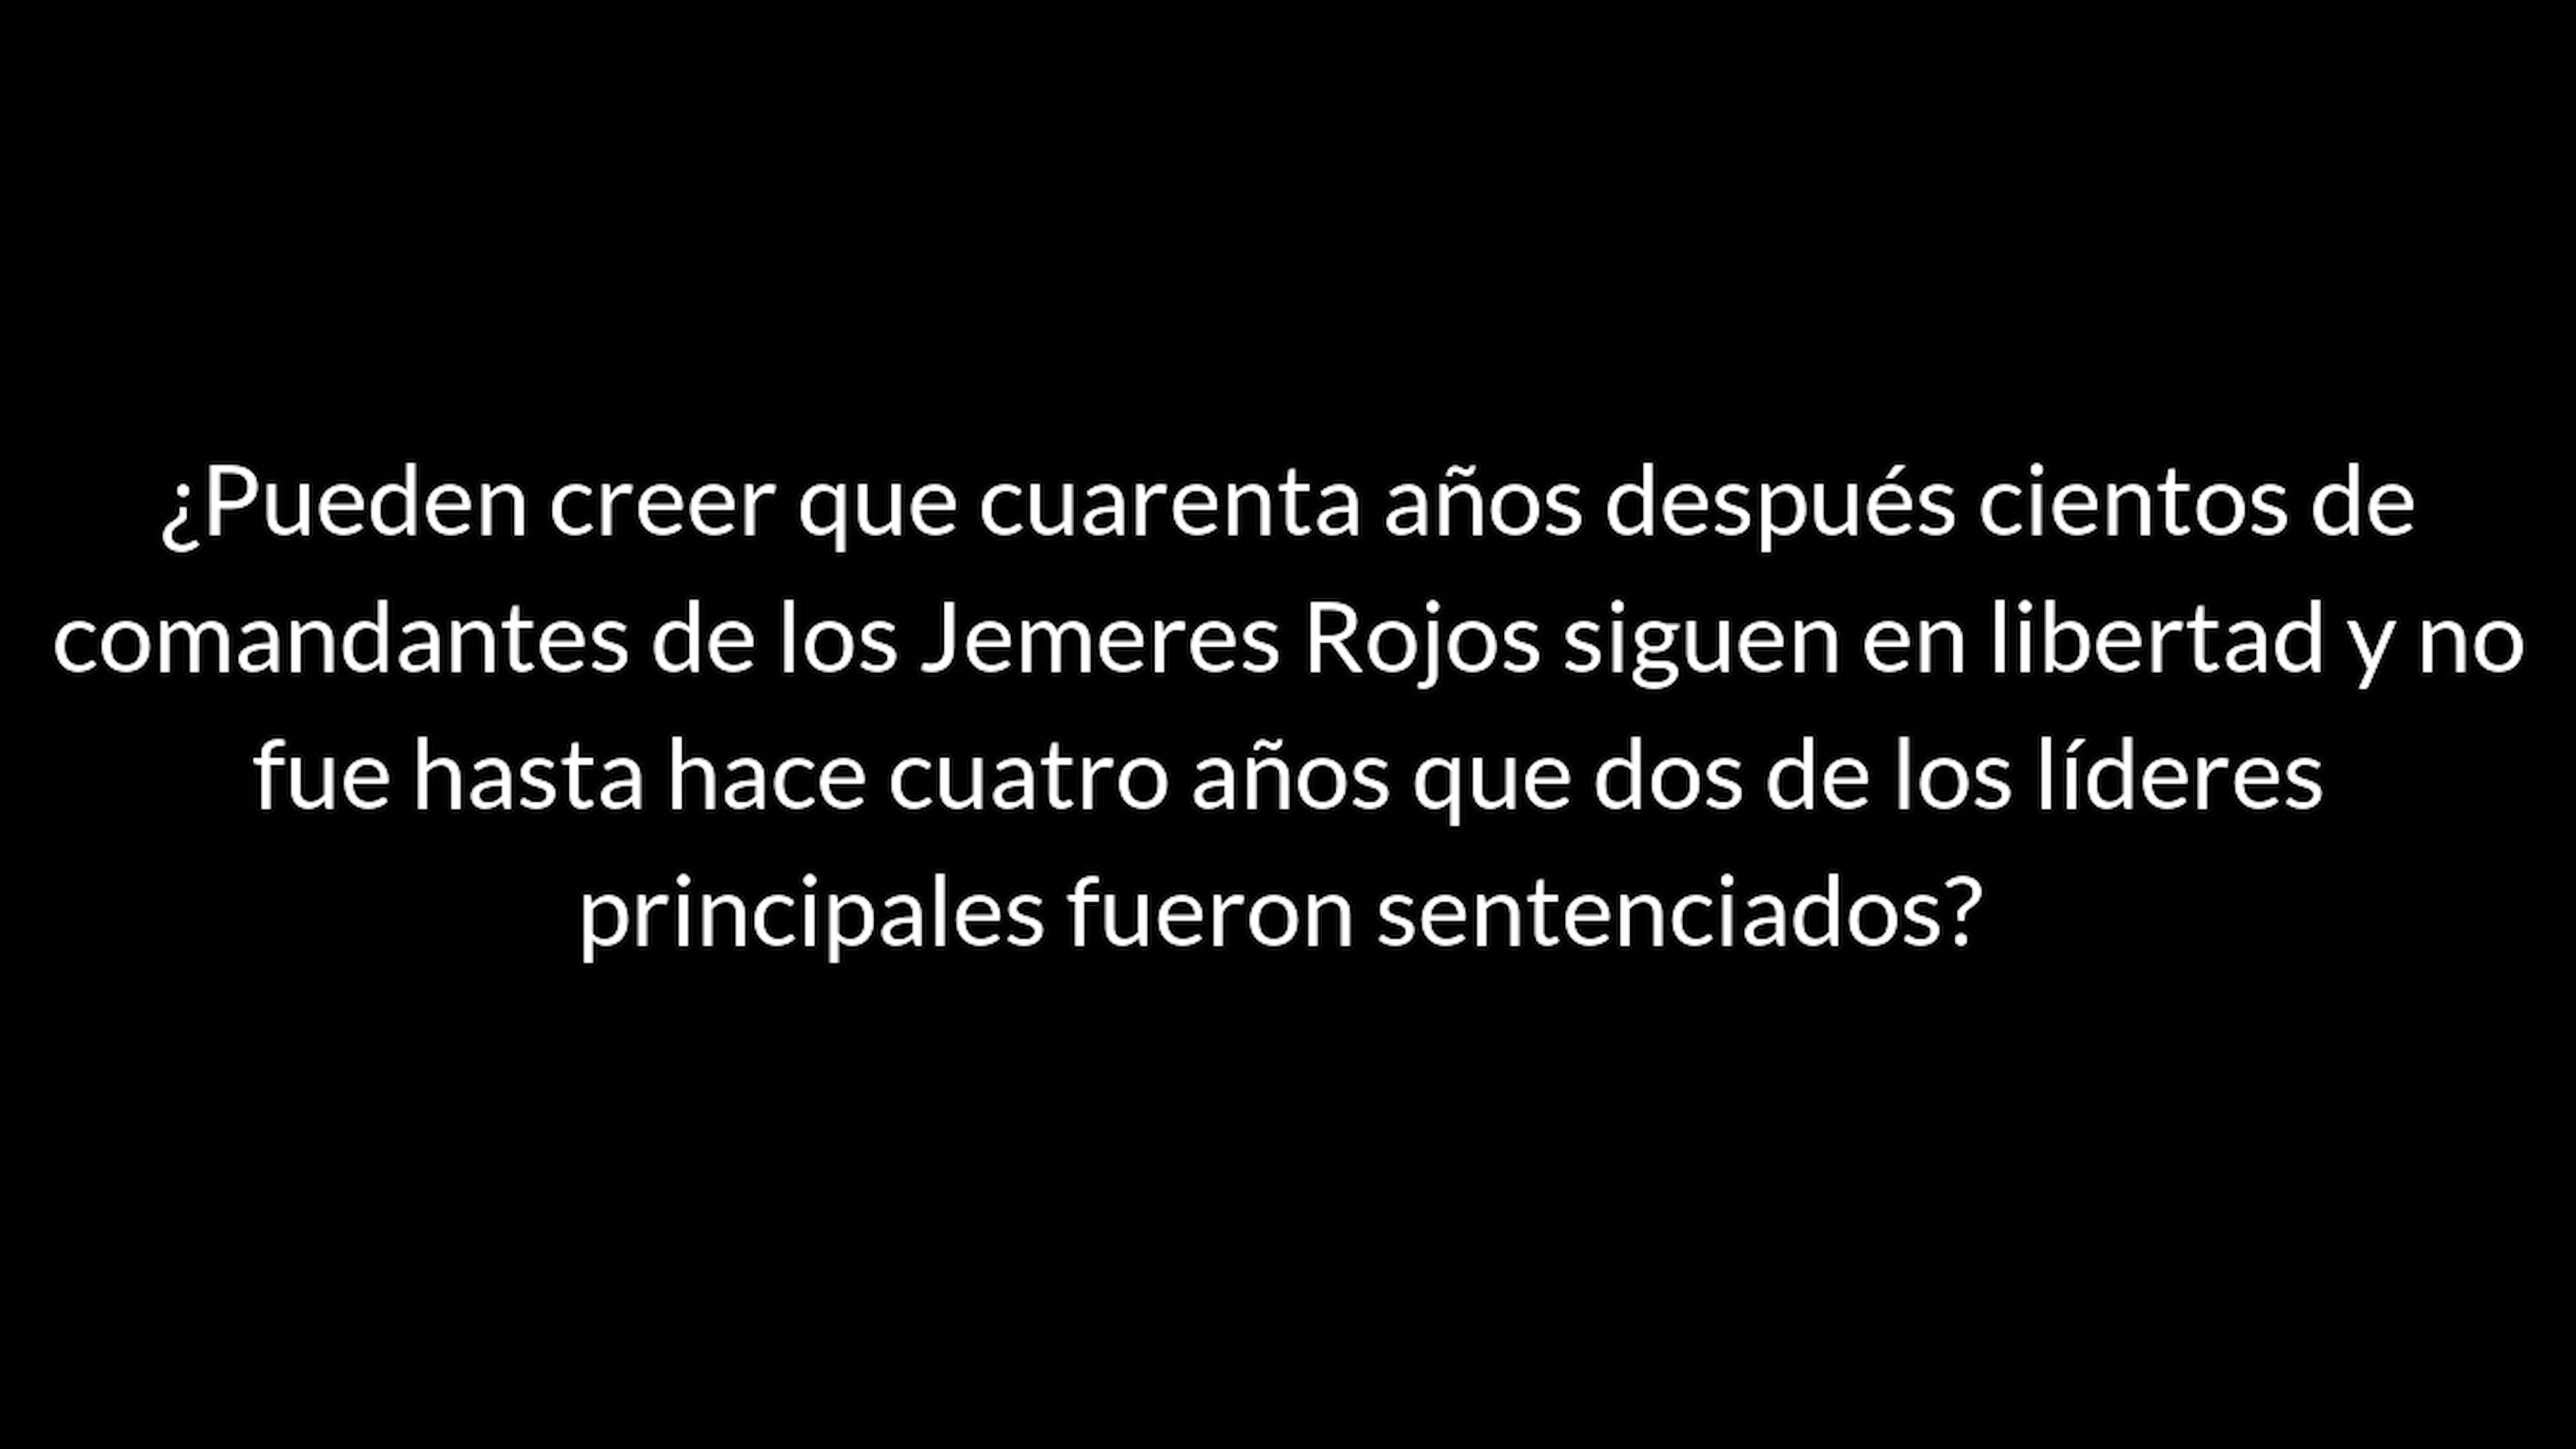 ¿Pueden creer que cuarenta años después cientos de
comandantes de los Jemeres Rojos siguen en libertad y no
fue hasta hace cuatro años que dos de los líderes
principales fueron sentenciados?